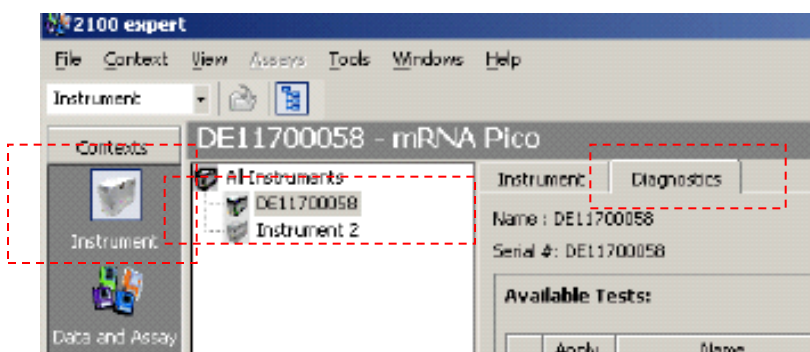 2100 expert
File Context View Assays Tools Windows Help
Instrument
Contexts
DE11700058 - mRNA Pico
All Instruments
DE11700058
Instrument 2
Instrument
Data and Assay
Instrument Diagnostics
Name : DE11700058
Serial #: DE11700058
Available Tests:
Apply Name